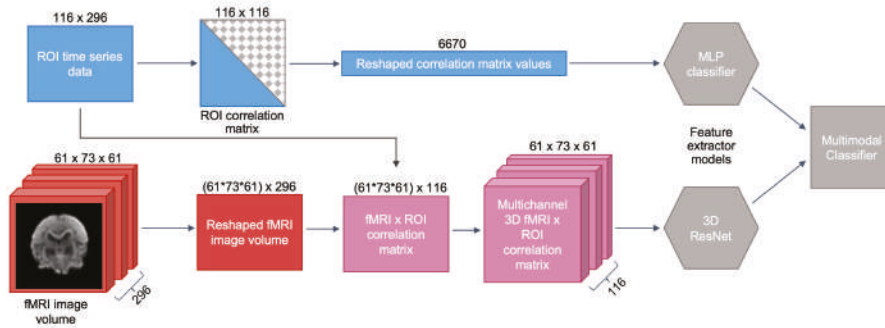 116 x 296
ROI time series
data
116 x 116
ROI correlation
matrix
6670
Reshaped correlation matrix values
MLP
classifier
Feature
extractor
models
Multimodal
Classifier
61 x 73 x 61
296
fMRI image
volume
(61*73*61) x 296
Reshaped fMRI
image volume
(61*73*61) x 116
fMRI x ROI
correlation
matrix
61 x 73 x 61
Multichannel
3D fMRI x
ROI
correlation
matrix
116
3D
ResNet